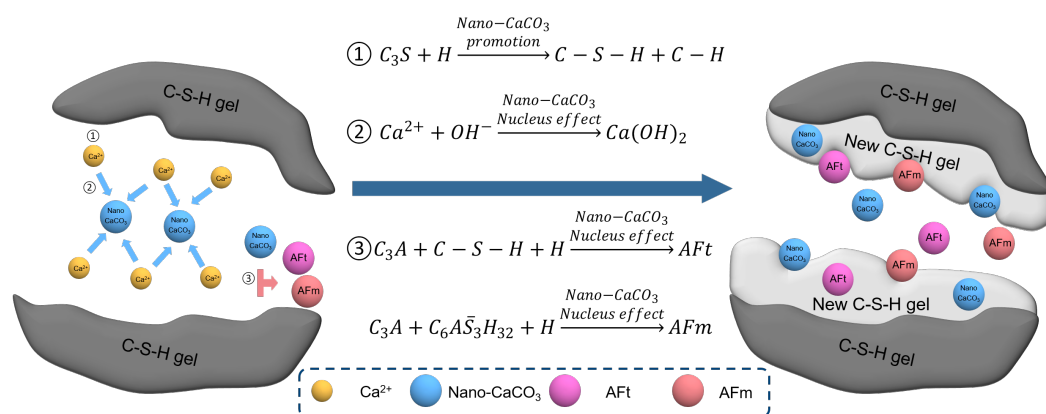 C-S-H gel
①
Ca²⁺
②
Ca²⁺
Ca²⁺
Nano CaCO₃
Nano CaCO₃
Nano CaCO₃
AFt
③
AFm
Ca²⁺
Ca²⁺
Ca²⁺
C-S-H gel
Nano−CaCO₃
promotion
① C₃S + H → C − S − H + C − H
Nano−CaCO₃
Nucleus effect
② Ca²⁺ + OH⁻ → Ca(OH)₂
Nano−CaCO₃
Nucleus effect
③ C₃A + C − S − H + H → AFt
Nano−CaCO₃
Nucleus effect
C₃A + C₆AS̄₃H₃₂ + H → AFm
C-S-H gel
Nano CaCO₃
New C-S-H gel
AFt
AFm
Nano CaCO₃
Nano CaCO₃
AFt
AFm
Nano CaCO₃
AFm
AFt
Nano CaCO₃
New C-S-H gel
C-S-H gel
Ca²⁺ Nano-CaCO₃ AFt AFm